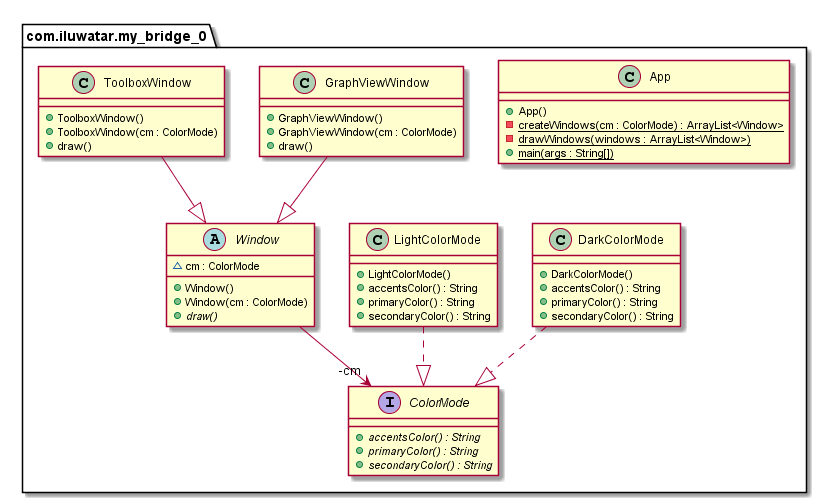 com.iluwatar.my_bridge_0
C ToolboxWindow
ToolboxWindow()
ToolboxWindow(cm : ColorMode)
draw()
C GraphViewWindow
GraphViewWindow()
GraphViewWindow(cm : ColorMode)
draw()
C App
App()
createWindows(cm : ColorMode) : ArrayList<Window>
drawWindows(windows : ArrayList<Window>)
main(args : String[])
A Window
cm : ColorMode
Window()
Window(cm : ColorMode)
draw()
C LightColorMode
LightColorMode()
accentsColor() : String
primaryColor() : String
secondaryColor() : String
C DarkColorMode
DarkColorMode()
accentsColor() : String
primaryColor() : String
secondaryColor() : String
-cm
I ColorMode
accentsColor() : String
primaryColor() : String
secondaryColor() : String